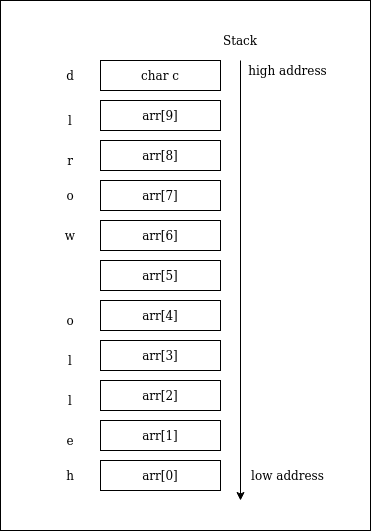 Stack
d char c high address
l arr[9]
r arr[8]
o arr[7]
w arr[6]
arr[5]
o arr[4]
l arr[3]
l arr[2]
e arr[1]
h arr[0] low address